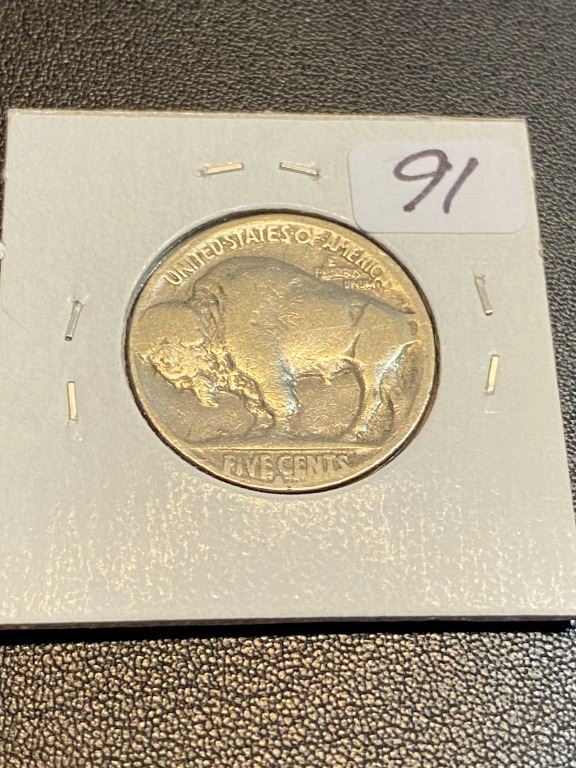 91
UNITED·STATES·OF·AMERICA
E
PLURIBUS
UNUM
FIVE CENTS